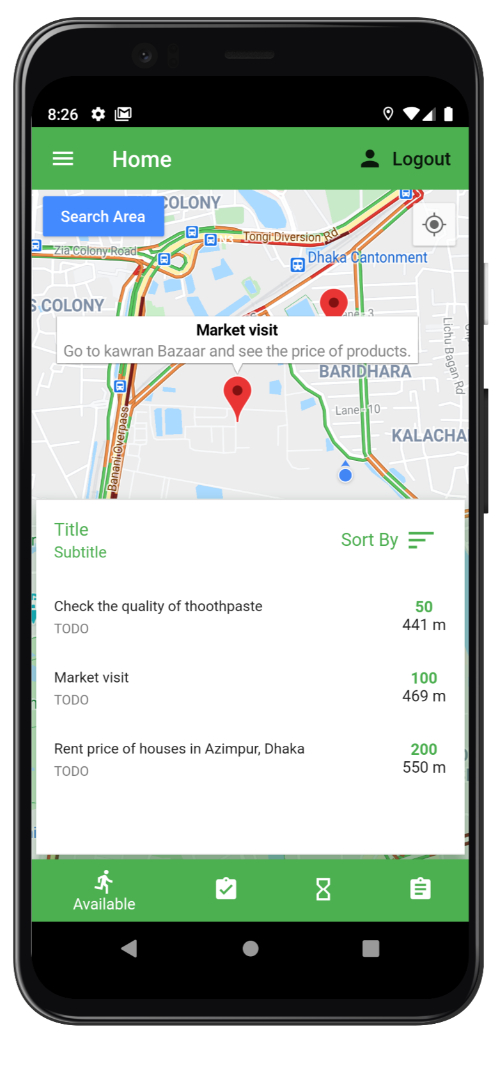 8:26
Home
Logout
COLONY
Search Area
Tongi Diversion Rd
Zia Colony Road
Dhaka Cantonment
S COLONY
Lane 3
Market visit
Go to kawran Bazaar and see the price of products.
Lichu Bagan Rd
BARIDHARA
Lane 10
Banani Overpass
KALACHA
Title
Sort By
Subtitle
Check the quality of thoothpaste
50
TODO
441 m
Market visit
100
TODO
469 m
Rent price of houses in Azimpur, Dhaka
200
TODO
550 m
Available